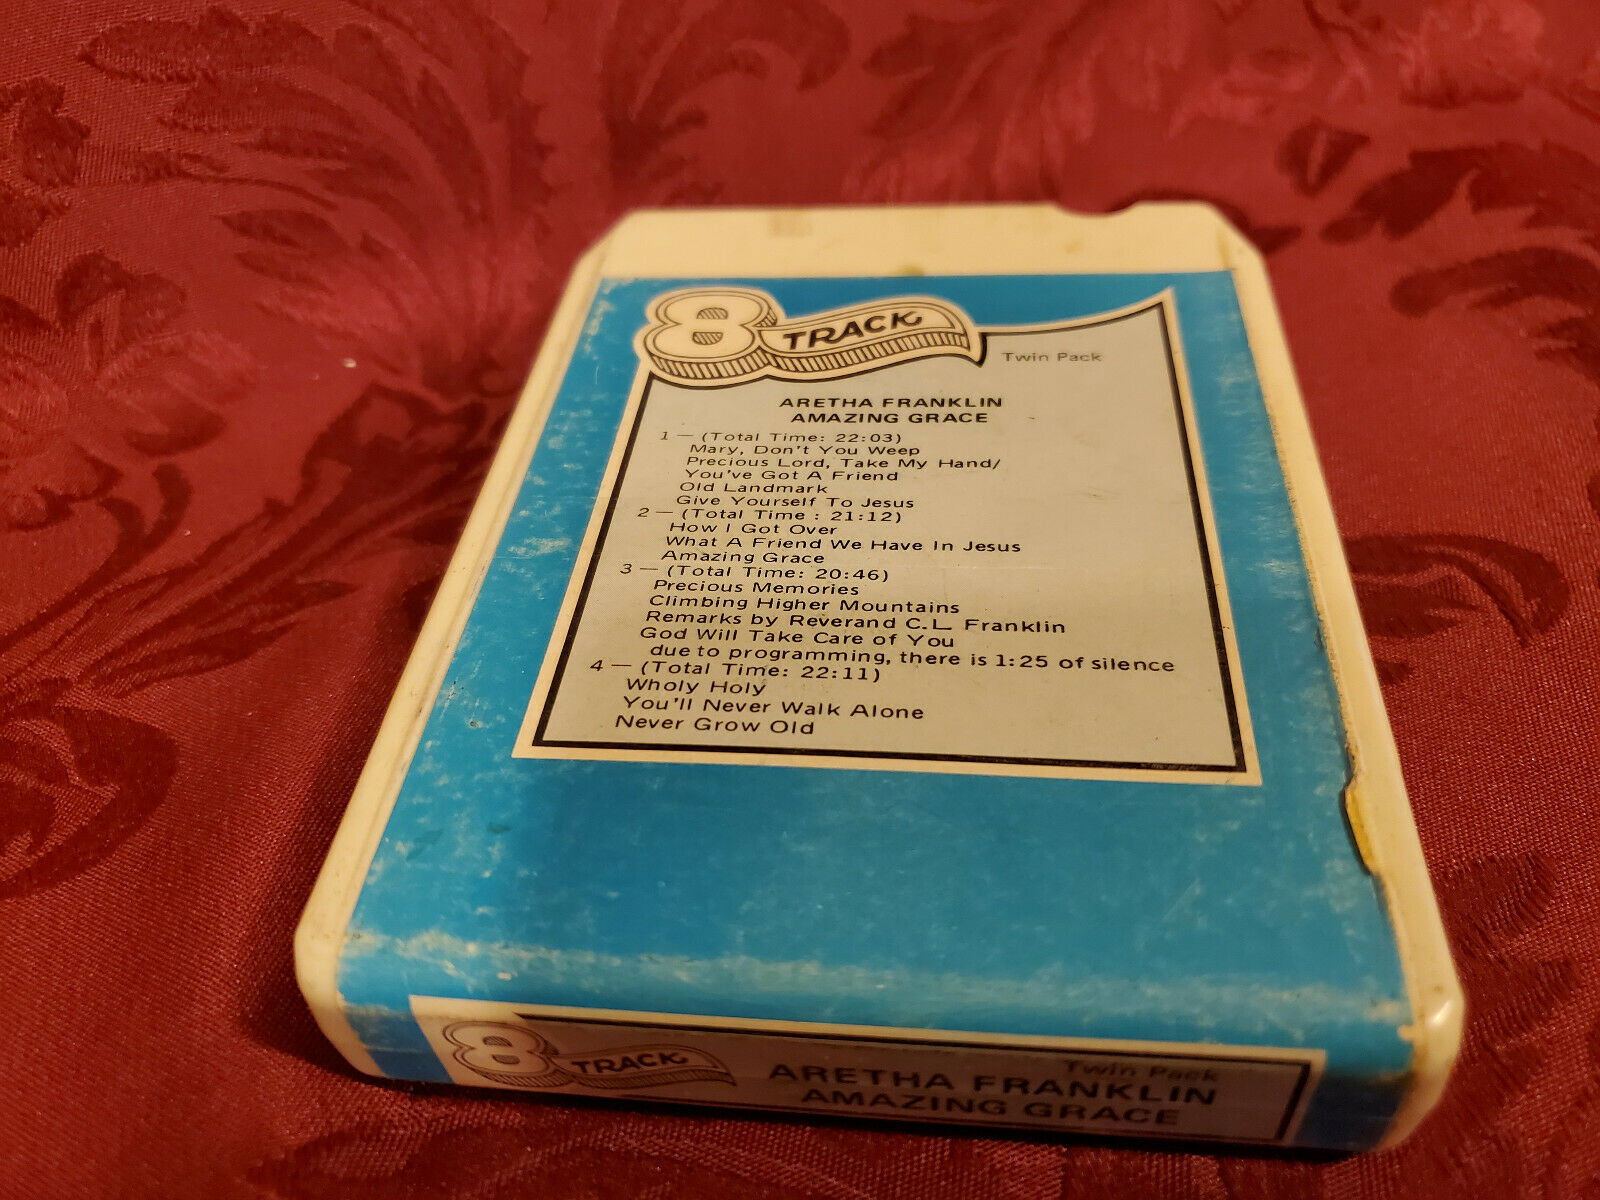 8 TRACK
Twin Pack
ARETHA FRANKLIN
AMAZING GRACE
1 — (Total Time: 22:03)
Mary, Don't You Weep
Precious Lord, Take My Hand/
You've Got A Friend
Old Landmark
Give Yourself To Jesus
2 — (Total Time : 21:12)
How I Got Over
What A Friend We Have In Jesus
Amazing Grace
3 — (Total Time: 20:46)
Precious Memories
Climbing Higher Mountains
Remarks by Reverand C.L. Franklin
God Will Take Care of You
due to programming, there is 1:25 of silence
4 — (Total Time: 22:11)
Wholy Holy
You'll Never Walk Alone
Never Grow Old
8 TRACK
Twin Pack
ARETHA FRANKLIN
AMAZING GRACE